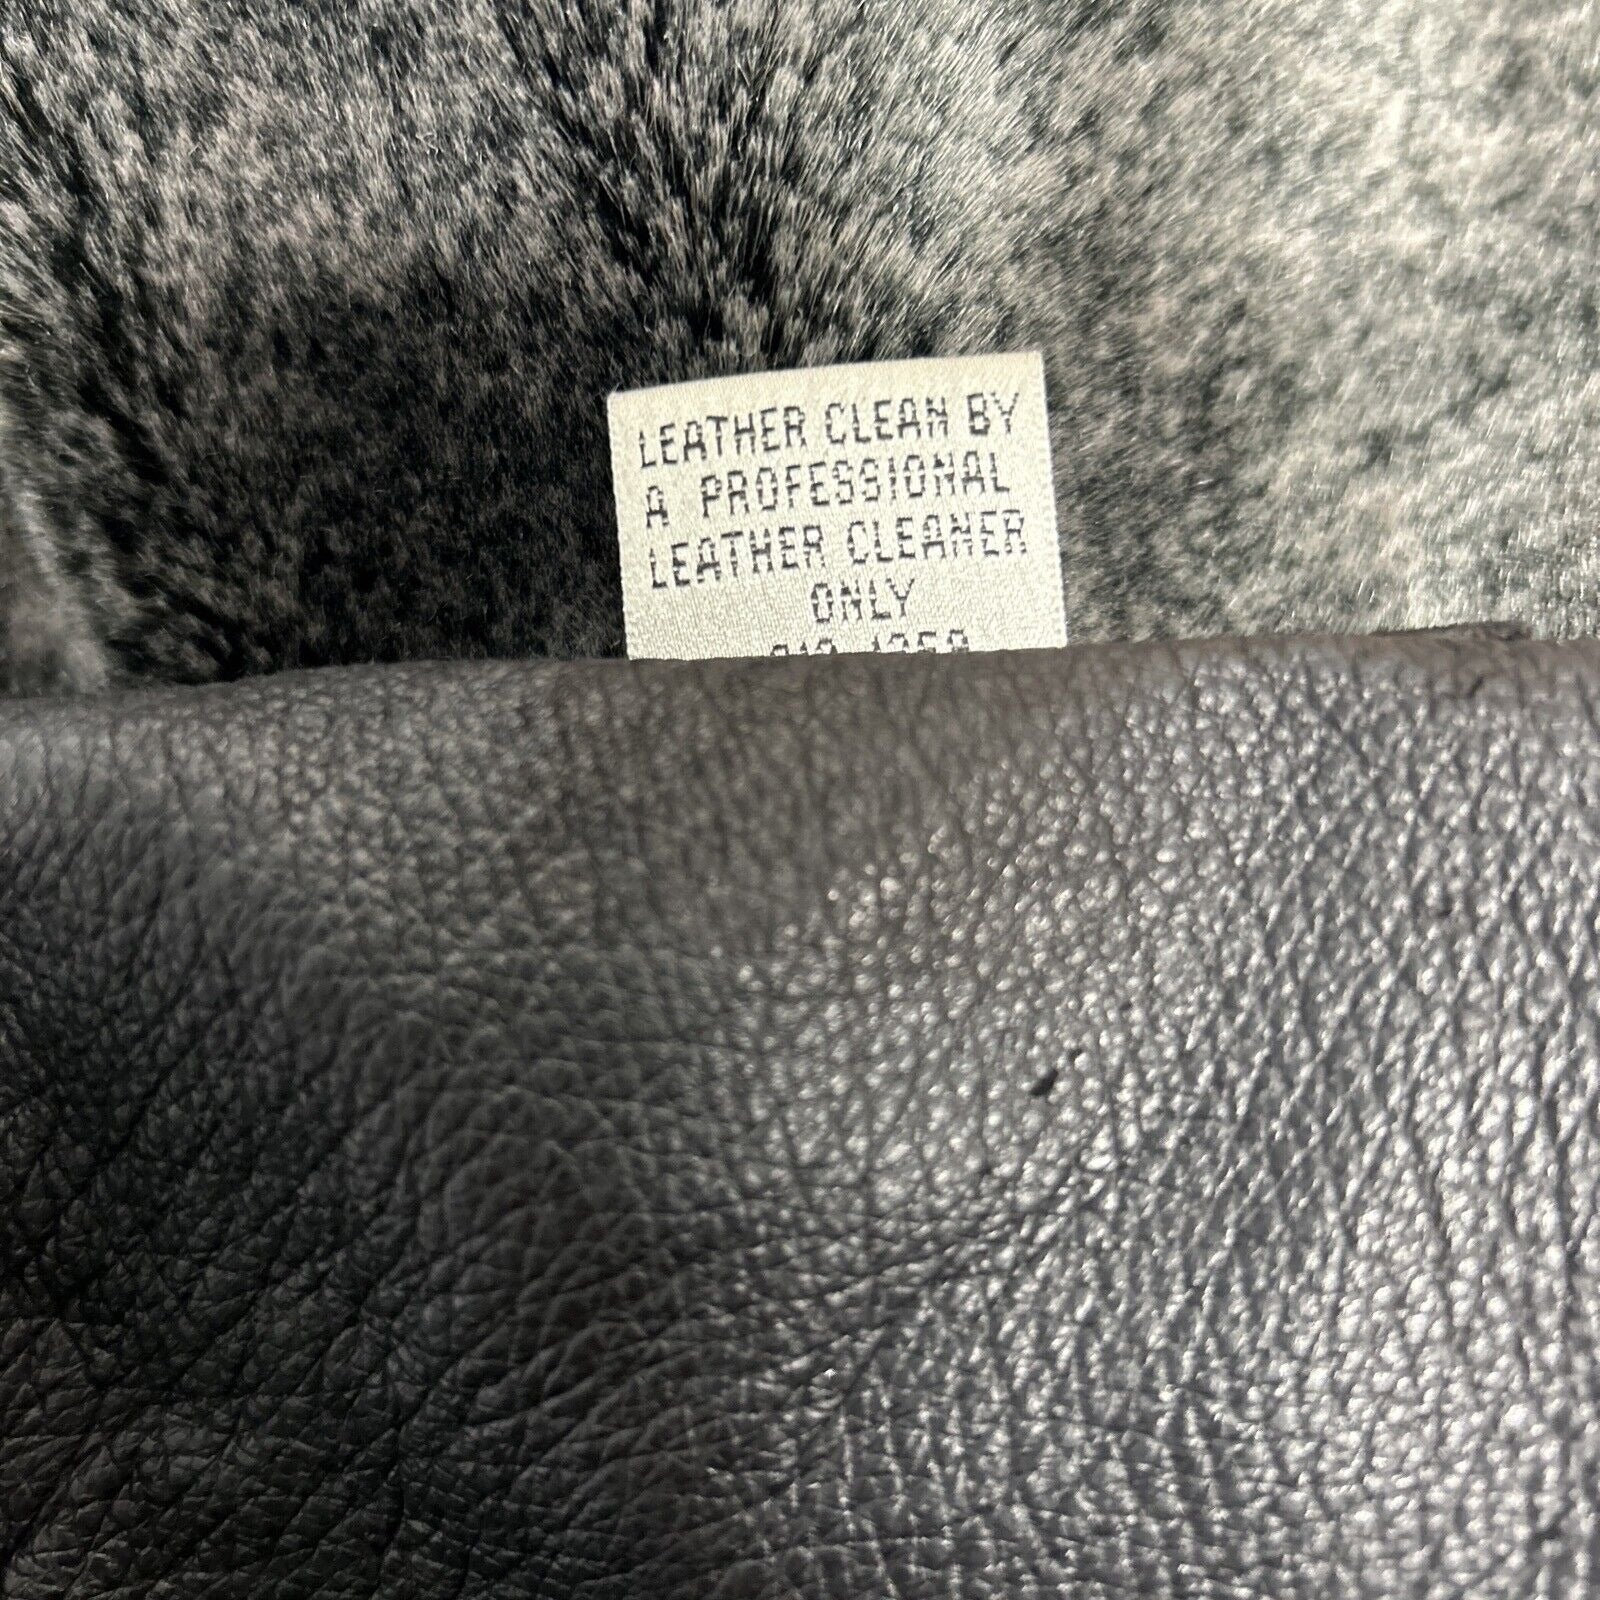 LEATHER CLEAN BY
A PROFESSIONAL
LEATHER CLEANER
ONLY